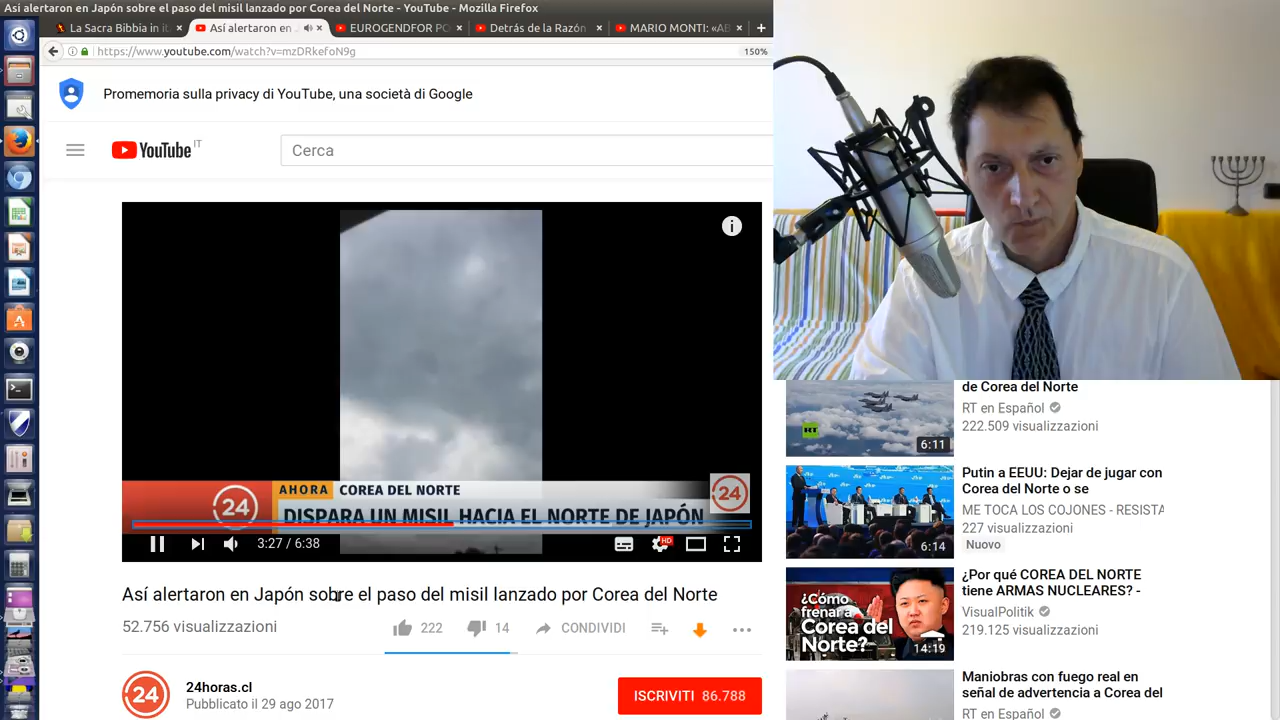 Asi alertaron en Japón sobre el paso del misil lanzado por Corea del Norte - YouTube - Mozilla Firefox
La Sacra Bibbia in it
Así alertaron en J
EUROGENDFOR PO
Detrás de la Razón
MARIO MONTI: «AB
https://www.youtube.com/watch?v=mzDRkefoN9g
150%
Promemoria sulla privacy di YouTube, una società di Google
YouTube IT
Cerca
24
AHORA COREA DEL NORTE
24
DISPARA UN MISIL HACIA EL NORTE DE JAPÓN
3:27 / 6:38
HD
Así alertaron en Japón sobre el paso del misil lanzado por Corea del Norte
52.756 visualizzazioni
222
14
CONDIVIDI
24
24horas.cl
Pubblicato il 29 ago 2017
ISCRIVITI 86.788
de Corea del Norte
RT en Español
222.509 visualizzazioni
RT
6:11
Putin a EEUU: Dejar de jugar con
Corea del Norte o se
ME TOCA LOS COJONES - RESISTA
227 visualizzazioni
Nuovo
6:14
¿Por qué COREA DEL NORTE
tiene ARMAS NUCLEARES? -
VisualPolitik
219.125 visualizzazioni
¿Cómo
frenar a
Corea del
Norte?
14:19
Maniobras con fuego real en
señal de advertencia a Corea del
RT en Español